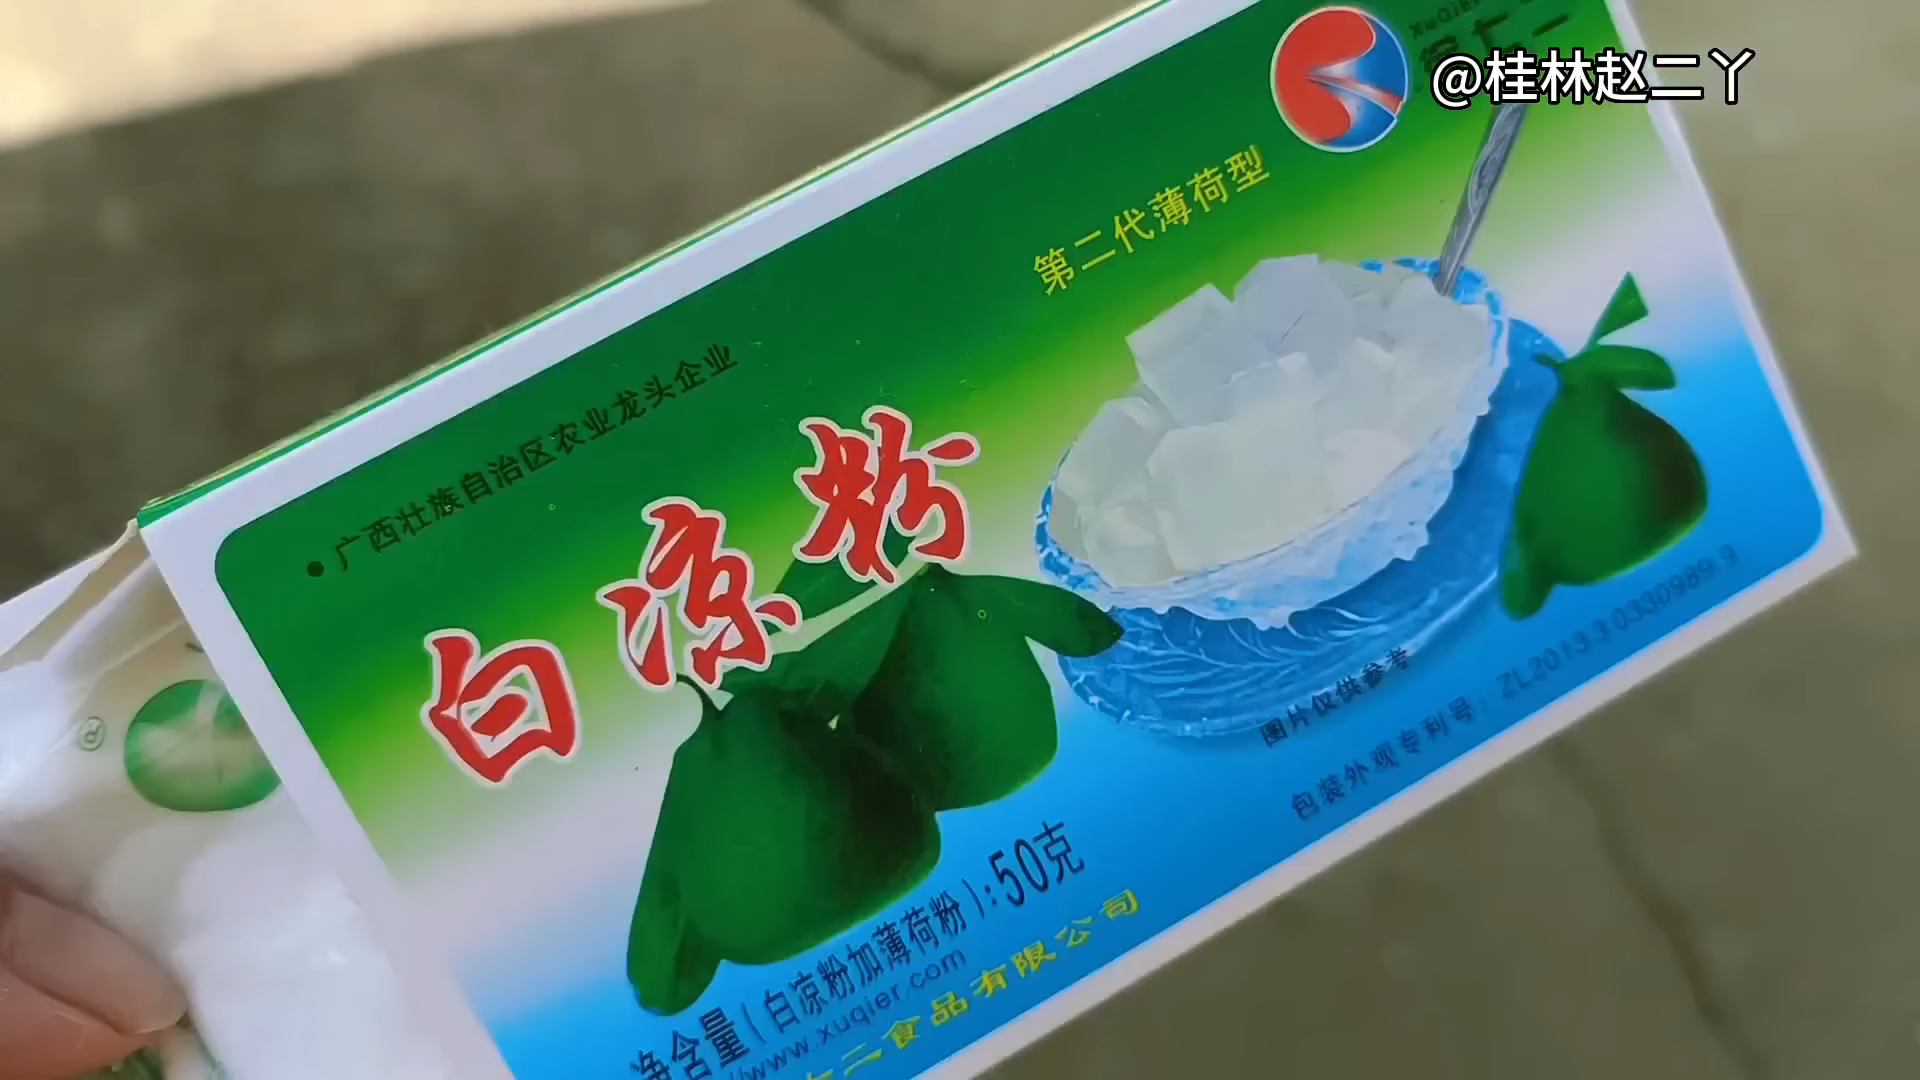 @桂林赵二丫
第二代薄荷型
●广西壮族自治区农业龙头企业
白凉粉
图片仅供参考
包装外观专利号：ZL2013 3 0330989.9
净含量（白凉粉加薄荷粉）：50克
www.xuqier.com
七二食品有限公司
®